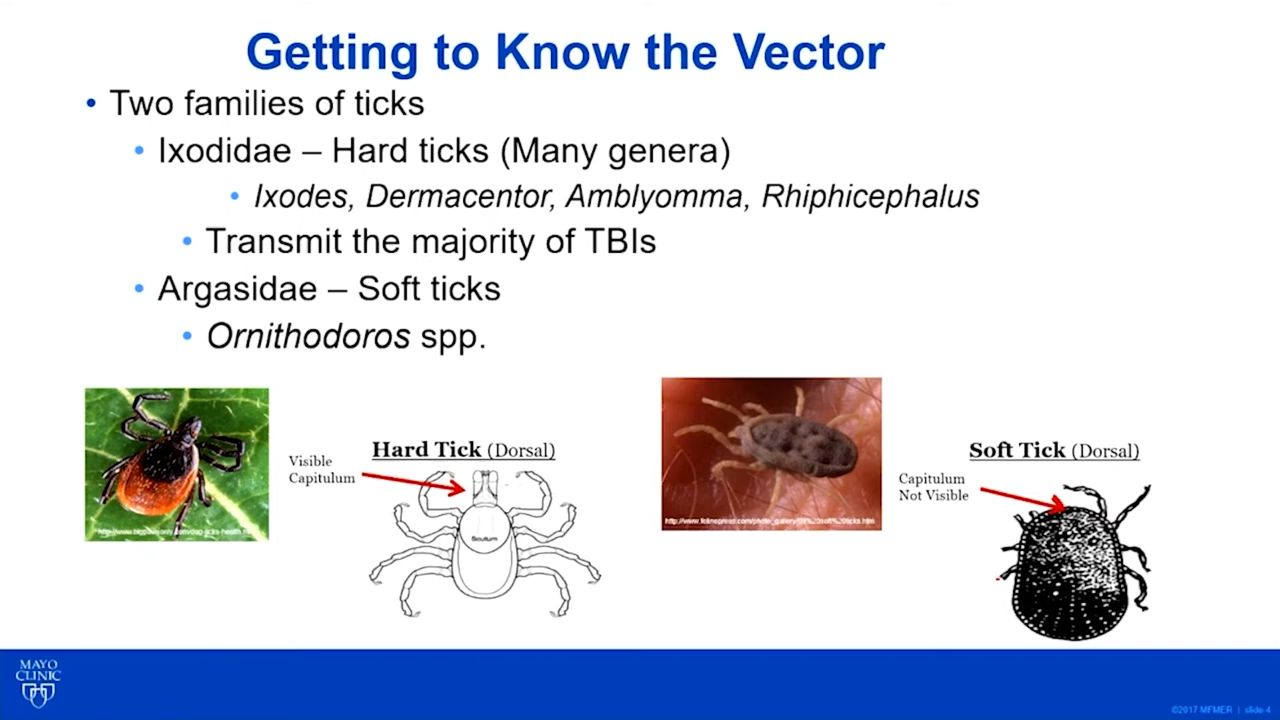 Getting to Know the Vector
• Two families of ticks
• Ixodidae – Hard ticks (Many genera)
• Ixodes, Dermacentor, Amblyomma, Rhiphicephalus
• Transmit the majority of TBIs
• Argasidae – Soft ticks
• Ornithodoros spp.
Visible
Capitulum
Hard Tick (Dorsal)
Scutum
Capitulum
Not Visible
Soft Tick (Dorsal)
MAYO
CLINIC
©2017 MFMER | slide-4